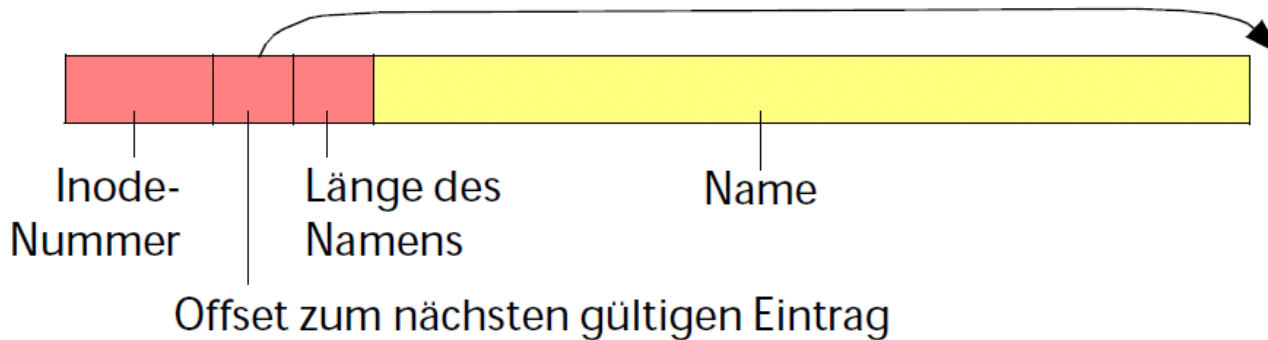 Inode-
Nummer
Länge des
Namens
Name
Offset zum nächsten gültigen Eintrag